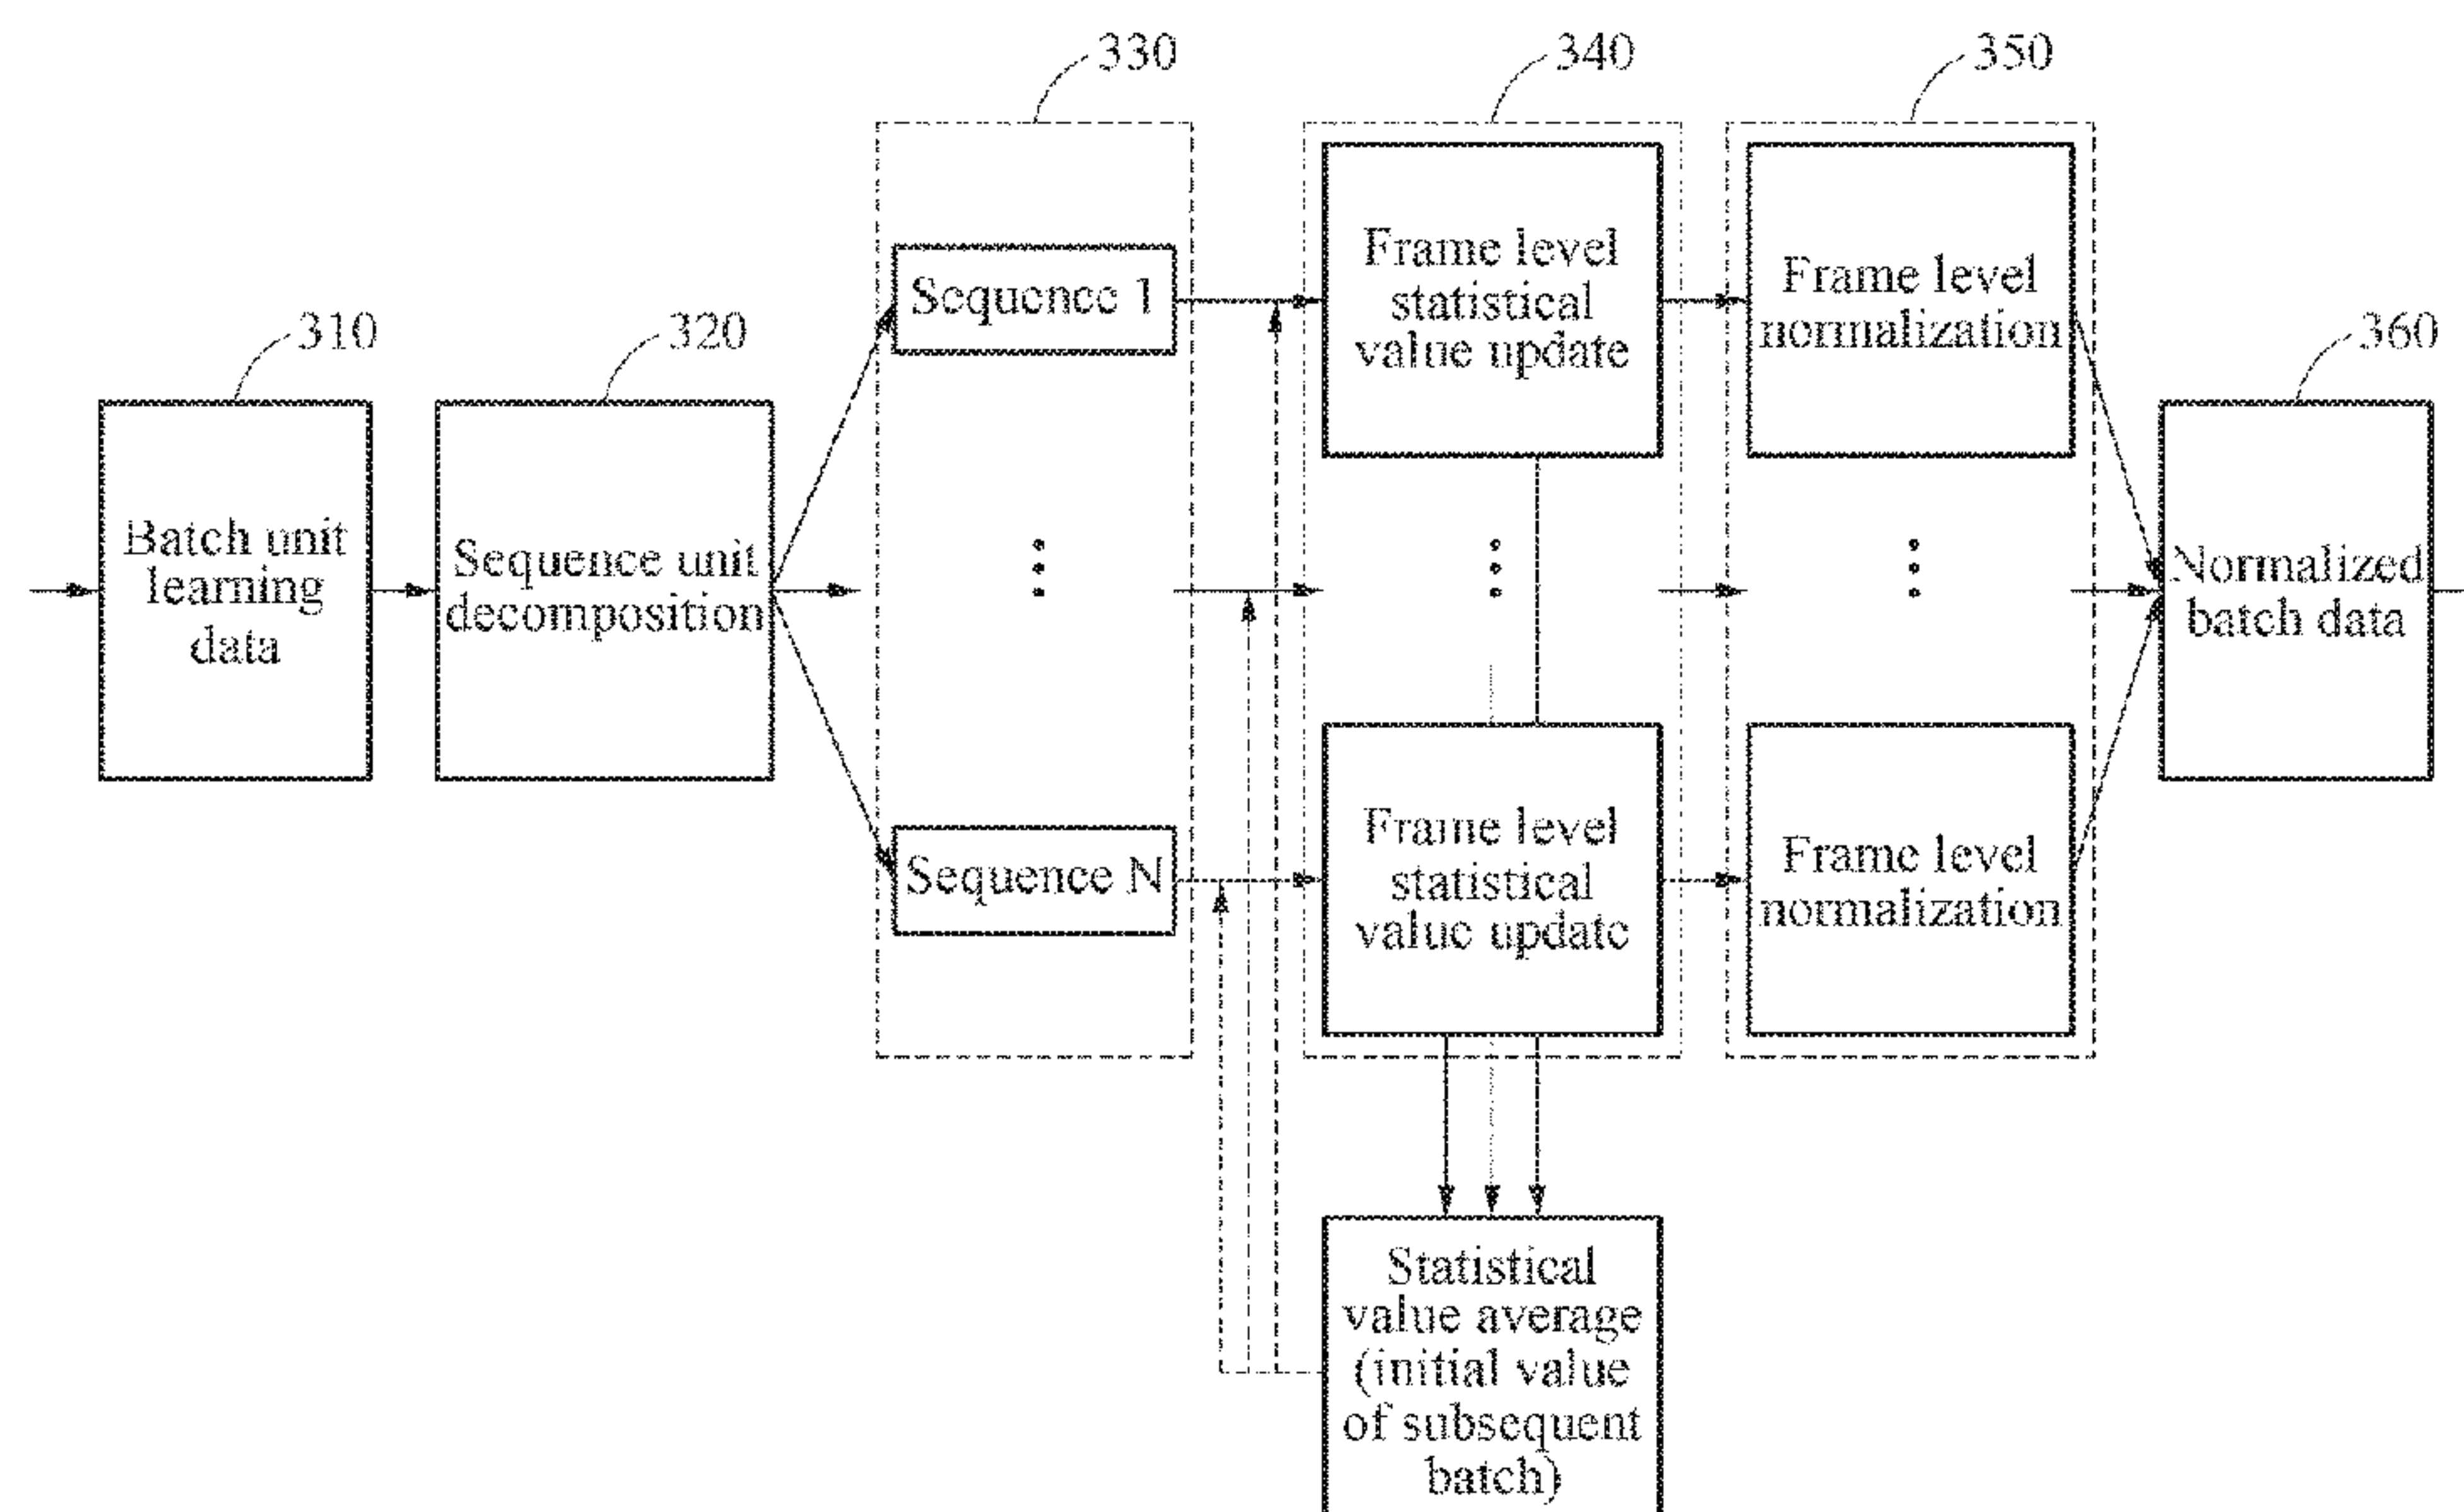 330
340
350
310
320
360
Batch unit
learning
data
Sequence unit
decomposition
Sequence 1
Sequence N
Frame level
statistical
value update
Frame level
statistical
value update
Frame level
normalization
Frame level
normalization
Normalized
batch data
Statistical
value average
(initial value
of subsequent
batch)